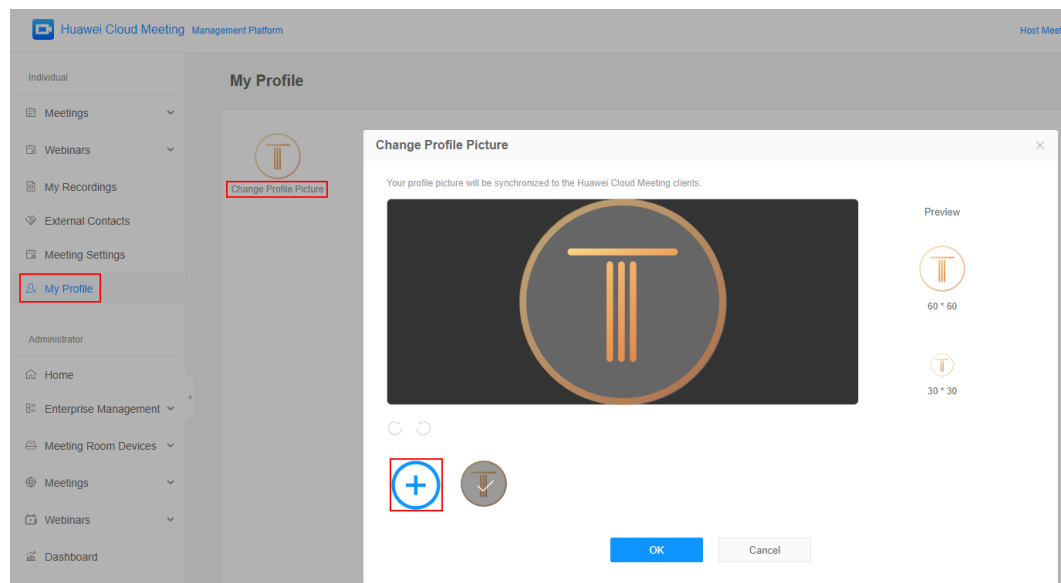 Huawei Cloud Meeting Management Platform
Host Meet
Individual
Meetings
Webinars
My Recordings
External Contacts
Meeting Settings
My Profile
Administrator
Home
Enterprise Management
Meeting Room Devices
Meetings
Webinars
Dashboard
My Profile
Change Profile Picture
Change Profile Picture
Your profile picture will be synchronized to the Huawei Cloud Meeting clients.
Preview
60 * 60
30 * 30
OK
Cancel